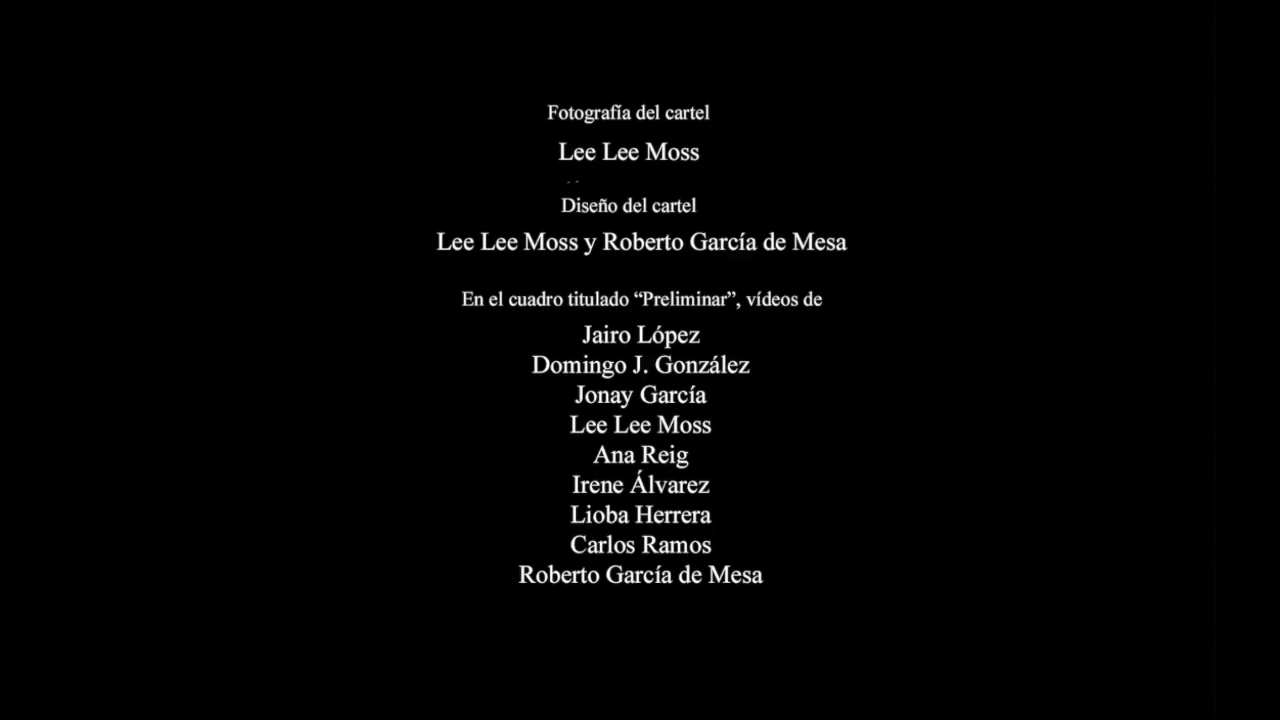 Fotografía del cartel
Lee Lee Moss
Diseño del cartel
Lee Lee Moss y Roberto García de Mesa
En el cuadro titulado “Preliminar”, vídeos de
Jairo López
Domingo J. González
Jonay García
Lee Lee Moss
Ana Reig
Irene Álvarez
Lioba Herrera
Carlos Ramos
Roberto García de Mesa